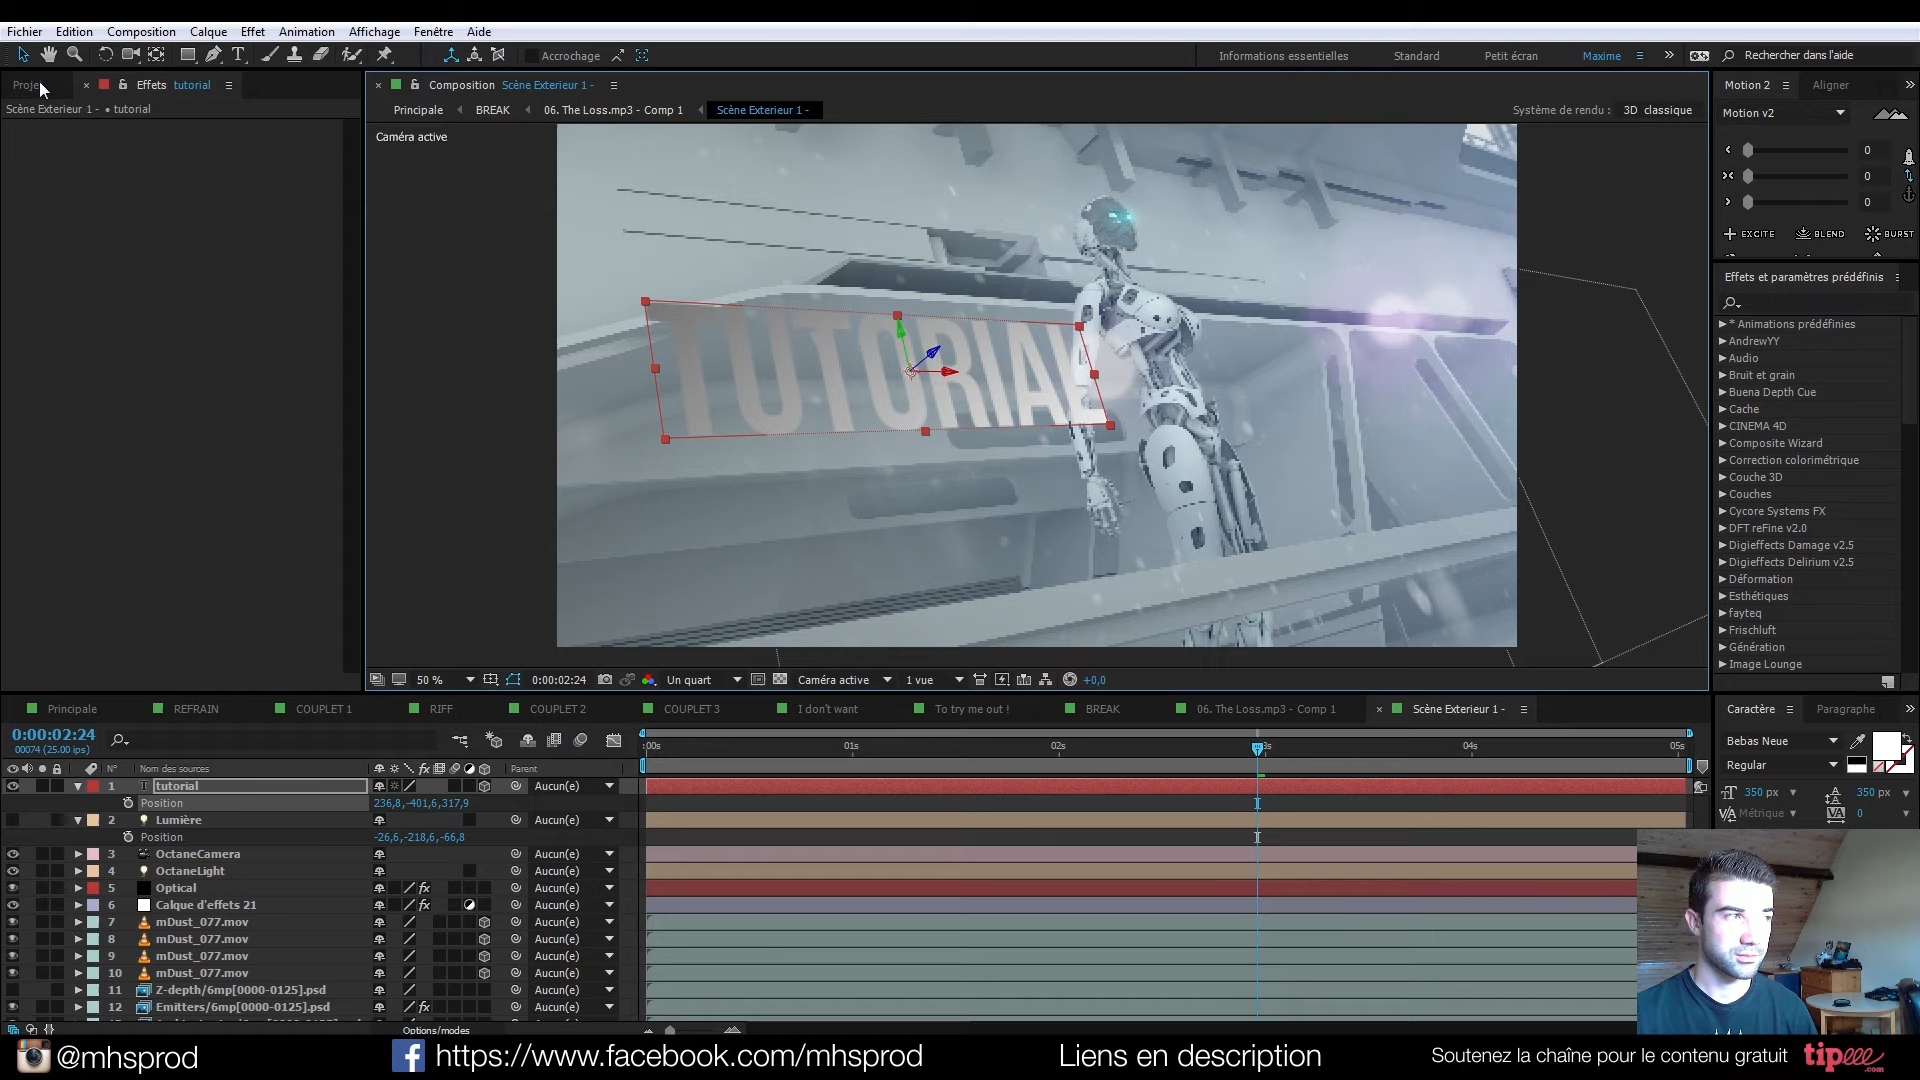 Fichier Edition Composition Calque Effet Animation Affichage Fenêtre Aide
Accrochage
Informations essentielles Standard Petit écran Maxime Rechercher dans l'aide
Effets tutorial
Scène Exterieur 1 - • tutorial
Composition Scène Exterieur 1 -
Principale BREAK 06. The Loss.mp3 - Comp 1 Scène Exterieur 1 -
Système de rendu : 3D classique
Caméra active
TUTORIAL
50 % 0:00:02:24 Un quart Caméra active 1 vue +0,0
Motion 2 Aligner
Motion v2
0
0
0
EXCITE BLEND BURST
Effets et paramètres prédéfinis
* Animations prédéfinies
AndrewYY
Audio
Bruit et grain
Buena Depth Cue
Cache
CINEMA 4D
Composite Wizard
Correction colorimétrique
Couche 3D
Couches
Cycore Systems FX
DFT reFine v2.0
Digieffects Damage v2.5
Digieffects Delirium v2.5
Déformation
Esthétiques
fayteq
Frischluft
Génération
Image Lounge
Principale REFRAIN COUPLET 1 RIFF COUPLET 2 COUPLET 3 I don't want To try me out ! BREAK 06. The Loss.mp3 - Comp 1 Scène Exterieur 1 -
0:00:02:24
00074 (25.00 ips)
:00s 01s 02s 04s 05s
N° Nom des sources Parent
1 tutorial Aucun(e)
Position 236,8,-401,6,317,9
2 Lumière Aucun(e)
Position -26,6,-218,6,-66,8
3 OctaneCamera Aucun(e)
4 OctaneLight Aucun(e)
5 Optical Aucun(e)
6 Calque d'effets 21 Aucun(e)
7 mDust_077.mov Aucun(e)
8 mDust_077.mov Aucun(e)
9 mDust_077.mov Aucun(e)
10 mDust_077.mov Aucun(e)
11 Z-depth/6mp[0000-0125].psd Aucun(e)
12 Emitters/6mp[0000-0125].psd Aucun(e)
Options/modes
Caractère Paragraphe
Bebas Neue
Regular
350 px 350 px
Métrique 0
@mhsprod https://www.facebook.com/mhsprod Liens en description Soutenez la chaîne pour le contenu gratuit tipeee.com